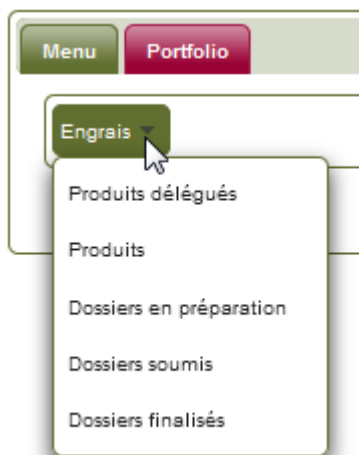 Menu Portfolio
Engrais
Produits délégués
Produits
Dossiers en préparation
Dossiers soumis
Dossiers finalisés